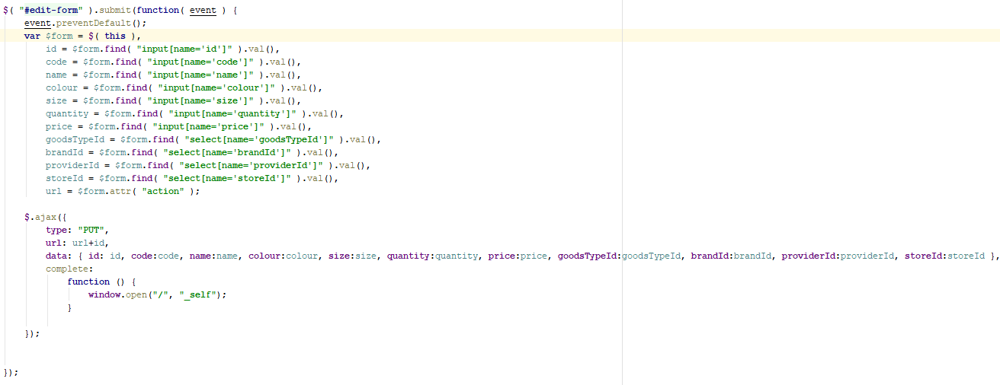 $( "#edit-form" ).submit(function( event ) {
event.preventDefault();
var $form = $( this ),
id = $form.find( "input[name='id']" ).val(),
code = $form.find( "input[name='code']" ).val(),
name = $form.find( "input[name='name']" ).val(),
colour = $form.find( "input[name='colour']" ).val(),
size = $form.find( "input[name='size']" ).val(),
quantity = $form.find( "input[name='quantity']" ).val(),
price = $form.find( "input[name='price']" ).val(),
goodsTypeId = $form.find( "select[name='goodsTypeId']" ).val(),
brandId = $form.find( "select[name='brandId']" ).val(),
providerId = $form.find( "select[name='providerId']" ).val(),
storeId = $form.find( "select[name='storeId']" ).val(),
url = $form.attr( "action" );
$.ajax({
type: "PUT",
url: url+id,
data: { id: id, code:code, name:name, colour:colour, size:size, quantity:quantity, price:price, goodsTypeId:goodsTypeId, brandId:brandId, providerId:providerId, storeId:storeId },
complete:
function () {
window.open("/", "_self");
}
});
});